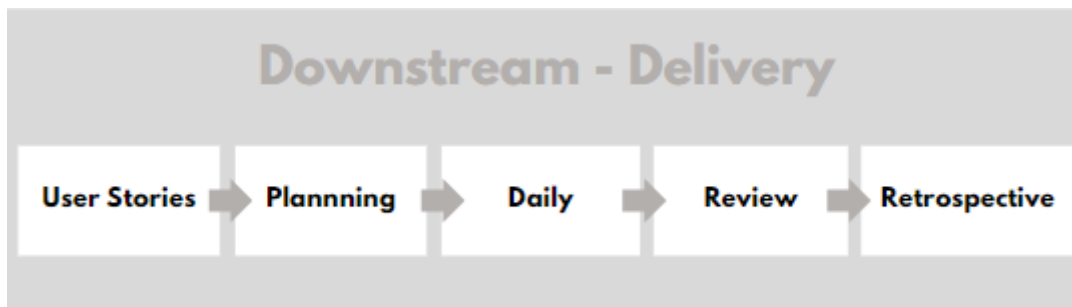 Downstream - Delivery
User Stories
Plannning
Daily
Review
Retrospective